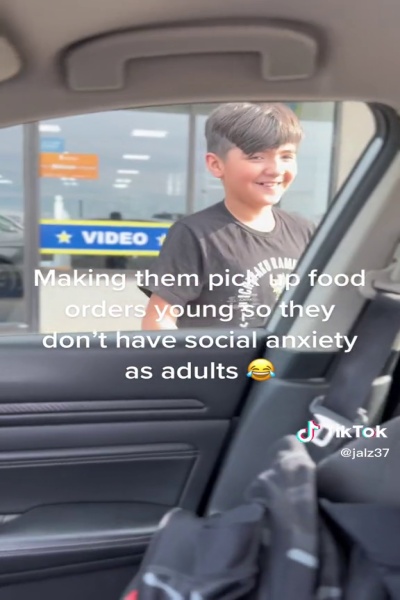 ★ VIDEO ★
Making them pick up food
orders young so they
don't have social anxiety
as adults 😂
TikTok
@jalz37